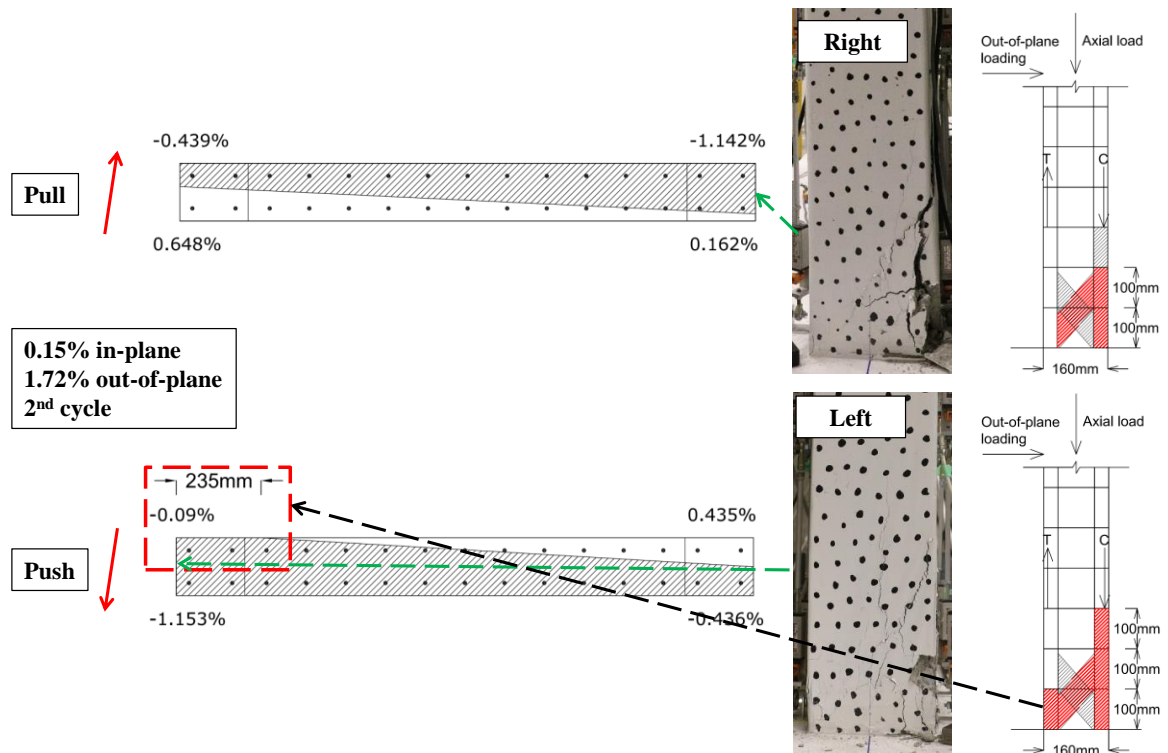 Right
Out-of-plane
loading
Axial load
-0.439%
-1.142%
T
C
Pull
0.648%
0.162%
100mm
100mm
160mm
0.15% in-plane
1.72% out-of-plane
2nd cycle
Left
Out-of-plane
loading
Axial load
235mm
-0.09%
0.435%
T
C
Push
-1.153%
-0.436%
100mm
100mm
100mm
160mm